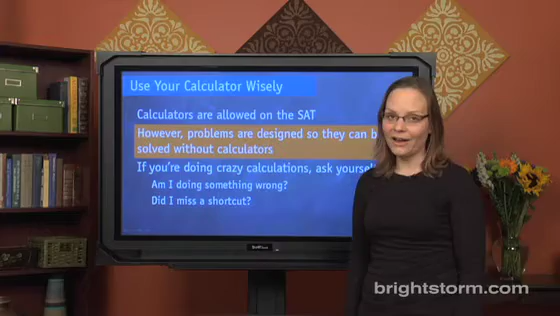 Use Your Calculator Wisely
Calculators are allowed on the SAT
However, problems are designed so they can b
solved without calculators
If you're doing crazy calculations, ask yoursel
Am I doing something wrong?
Did I miss a shortcut?
brightstorm.com